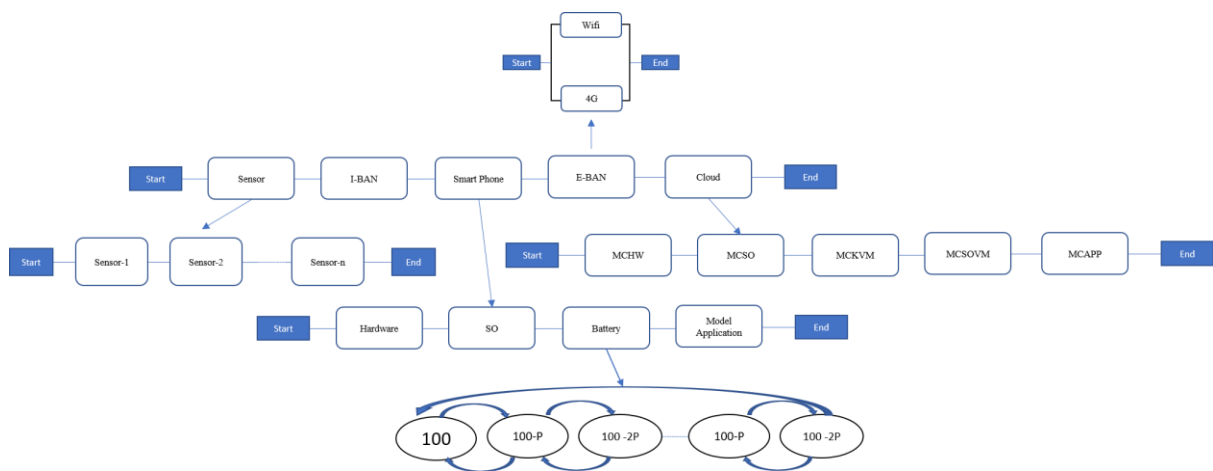 Wifi
Start
End
4G
Start
Sensor
I-BAN
Smart Phone
E-BAN
Cloud
End
Start
Sensor-1
Sensor-2
Sensor-n
End
Start
MCHW
MCSO
MCKVM
MCSOVM
MCAPP
End
Start
Hardware
SO
Battery
Model
Application
End
100
100-P
100 -2P
100-P
100 -2P